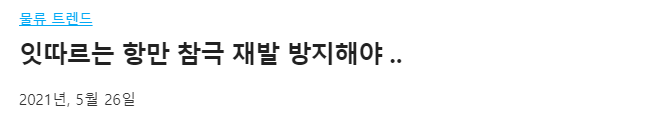 물류 트렌드
잇따르는 항만 참극 재발 방지해야 ..
2021년, 5월 26일